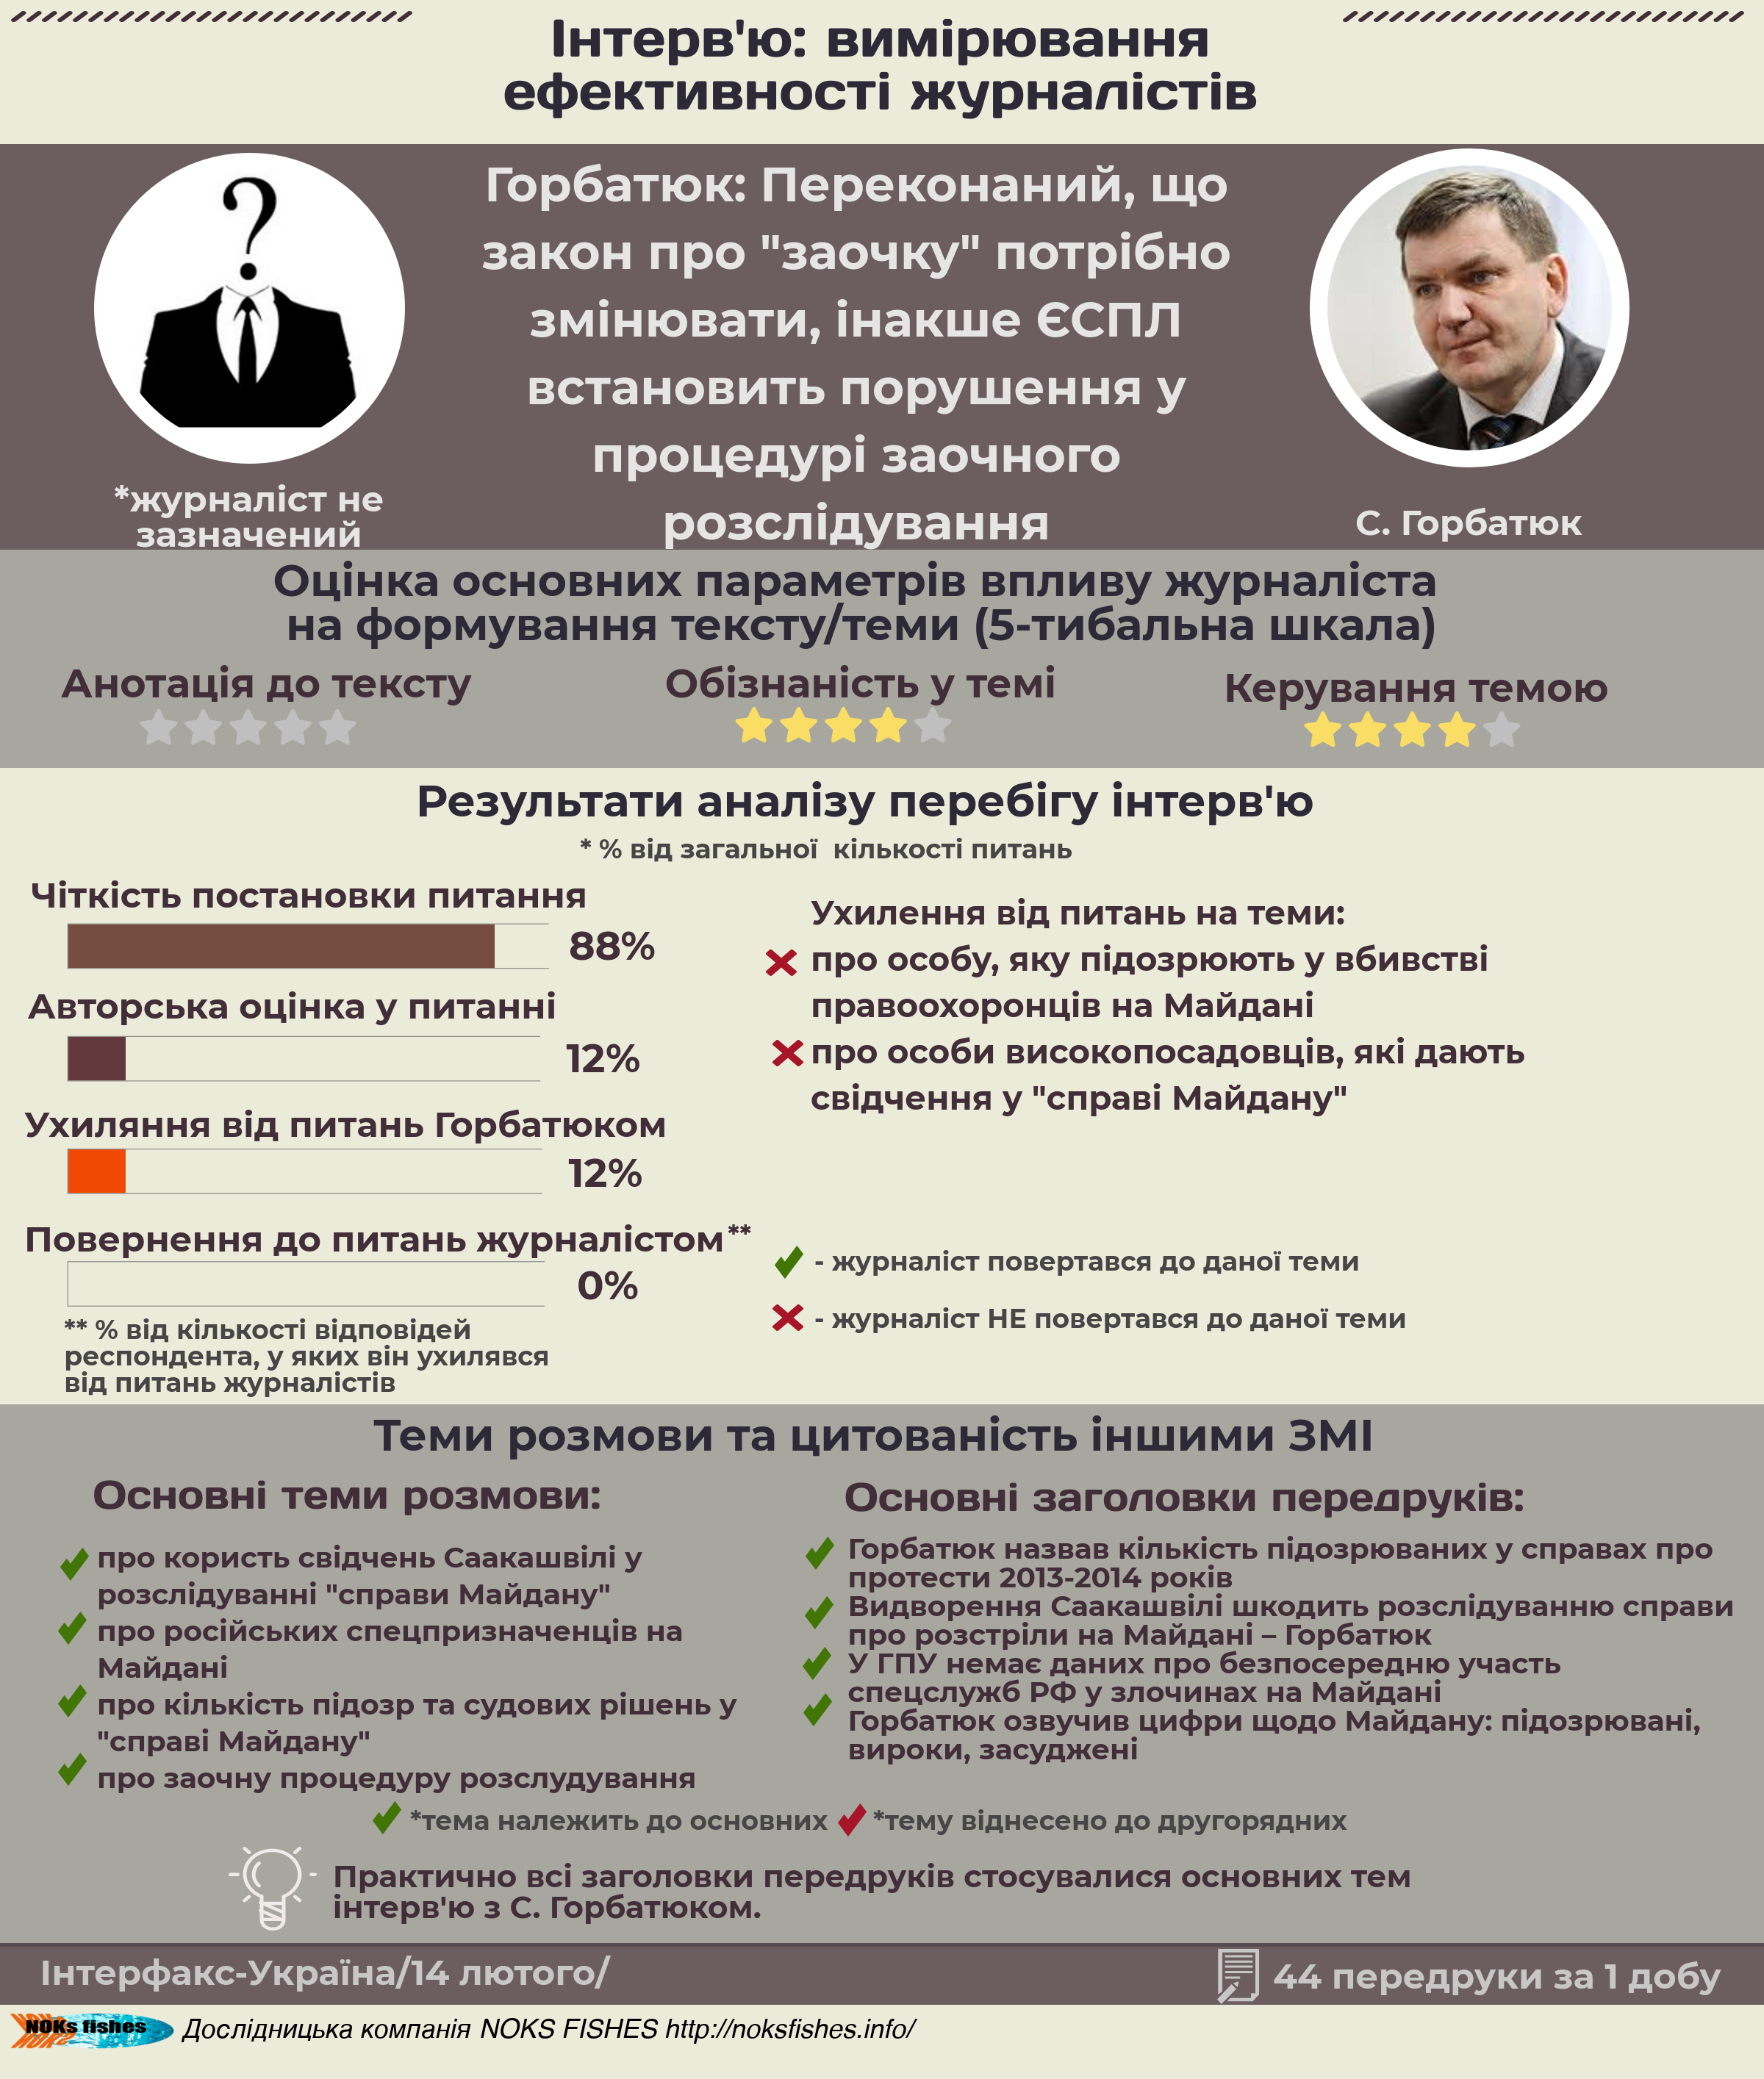 Інтерв'ю: вимірювання
ефективності журналістів
Горбатюк: Переконаний, що
закон про "заочку" потрібно
змінювати, інакше ЄСПЛ
встановить порушення у
процедурі заочного
розслідування
*журналіст не
зазначений
С. Горбатюк
Оцінка основних параметрів впливу журналіста
на формування тексту/теми (5-тибальна шкала)
Анотація до тексту
Обізнаність у темі
Керування темою
Результати аналізу перебігу інтерв'ю
* % від загальної кількості питань
Чіткість постановки питання
88%
Авторська оцінка у питанні
12%
Ухиляння від питань Горбатюком
12%
Повернення до питань журналістом**
0%
** % від кількості відповідей
респондента, у яких він ухилявся
від питань журналістів
Ухилення від питань на теми:
про особу, яку підозрюють у вбивстві
правоохоронців на Майдані
про особи високопосадовців, які дають
свідчення у "справі Майдану"
- журналіст повертався до даної теми
- журналіст НЕ повертався до даної теми
Теми розмови та цитованість іншими ЗМІ
Основні теми розмови:
про користь свідчень Саакашвілі у
розслідуванні "справи Майдану"
про російських спецпризначенців на
Майдані
про кількість підозр та судових рішень у
"справі Майдану"
про заочну процедуру розслудування
Основні заголовки передруків:
Горбатюк назвав кількість підозрюваних у справах про
протести 2013-2014 років
Видворення Саакашвілі шкодить розслідуванню справи
про розстріли на Майдані – Горбатюк
У ГПУ немає даних про безпосередню участь
спецслужб РФ у злочинах на Майдані
Горбатюк озвучив цифри щодо Майдану: підозрювані,
вироки, засуджені
*тема належить до основних
*тему віднесено до другорядних
Практично всі заголовки передруків стосувалися основних тем
інтерв'ю з С. Горбатюком.
Інтерфакс-Україна/14 лютого/
44 передруки за 1 добу
NOKs fishes
Дослідницька компанія NOKS FISHES http://noksfishes.info/